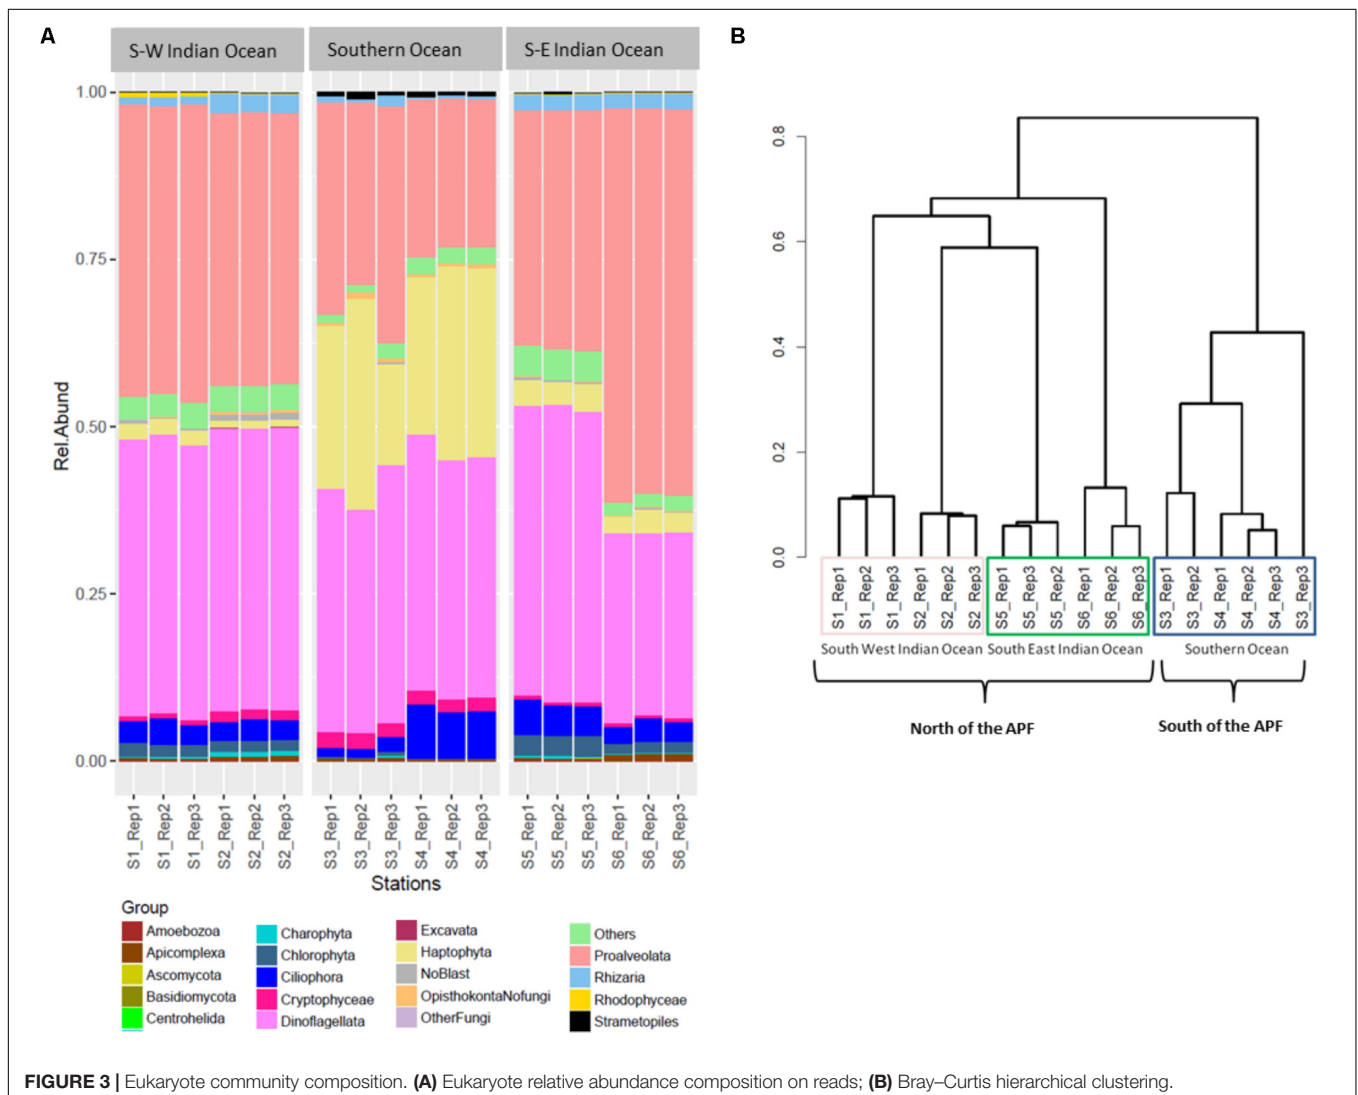 A
S-W Indian Ocean
Southern Ocean
S-E Indian Ocean
1.00
0.75
0.50
0.25
0.00
Rel.Abund
S1_Rep1
S1_Rep2
S1_Rep3
S2_Rep1
S2_Rep2
S2_Rep3
S3_Rep1
S3_Rep2
S3_Rep3
S4_Rep1
S4_Rep2
S4_Rep3
S5_Rep1
S5_Rep2
S5_Rep3
S6_Rep1
S6_Rep2
S6_Rep3
Stations
Group
Amoebozoa
Apicomplexa
Ascomycota
Basidiomycota
Centrohelida
Charophyta
Chlorophyta
Ciliophora
Cryptophyceae
Dinoflagellata
Excavata
Haptophyta
NoBlast
OpisthokontaNofungi
OtherFungi
Others
Proalveolata
Rhizaria
Rhodophyceae
Strametopiles
B
0.8
0.6
0.4
0.2
0.0
S1_Rep1
S1_Rep2
S1_Rep3
S2_Rep1
S2_Rep2
S2_Rep3
S5_Rep1
S5_Rep3
S5_Rep2
S6_Rep1
S6_Rep2
S6_Rep3
S3_Rep1
S3_Rep2
S4_Rep1
S4_Rep2
S4_Rep3
S3_Rep3
South West Indian Ocean
South East Indian Ocean
Southern Ocean
North of the APF
South of the APF
FIGURE 3 | Eukaryote community composition. (A) Eukaryote relative abundance composition on reads; (B) Bray–Curtis hierarchical clustering.